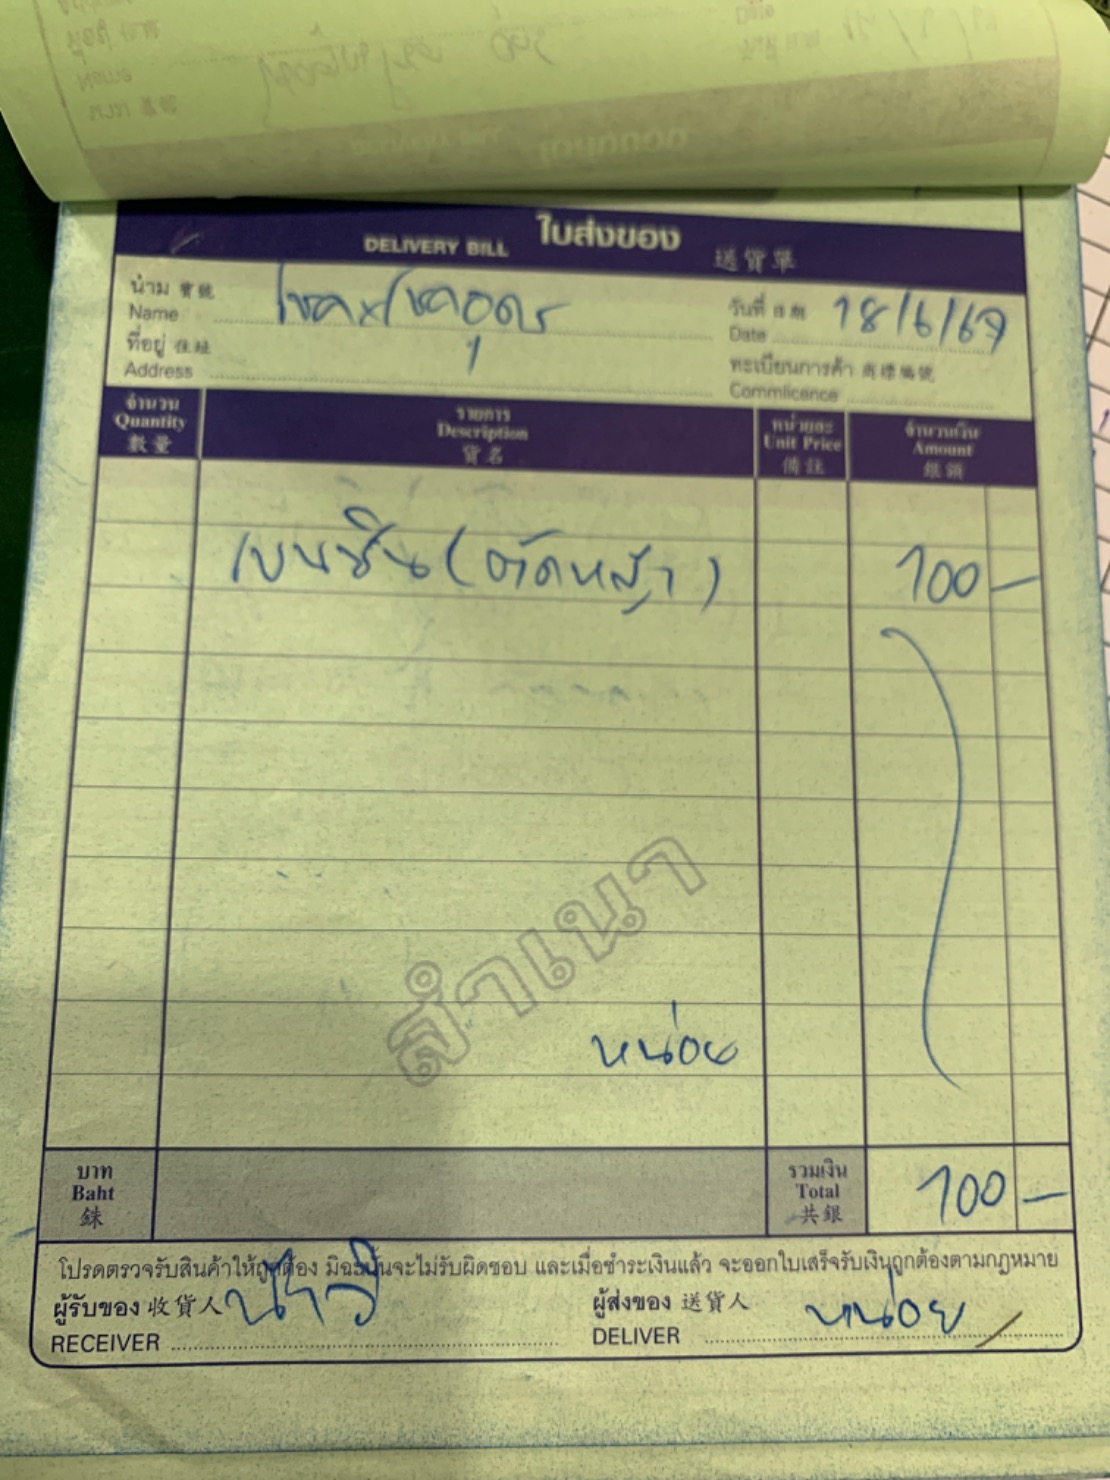 DELIVERY BILL ใบส่งของ 送貨單
นำม 寶號
Name
วันที่ 日期 18/6/67
Date
ที่อยู่ 住址
Address
ทะเบียนการค้า 商標編號
Commlicence
จำนวน
Quantity
數量
รายการ
Description
貨名
หน่วยละ
Unit Price
備註
จำนวนเงิน
Amount
銀額
เบนซิน (ตัดหญ้า) 100 —
สำเนา
หน่อย
บาท
Baht
銖
รวมเงิน
Total
共銀
100 —
โปรดตรวจรับสินค้าให้ถูกต้อง มิฉะนั้นจะไม่รับผิดชอบ และเมื่อชำระเงินแล้ว จะออกใบเสร็จรับเงินถูกต้องตามกฎหมาย
ผู้รับของ 收貨人
RECEIVER
ผู้ส่งของ 送貨人 หน่อย
DELIVER